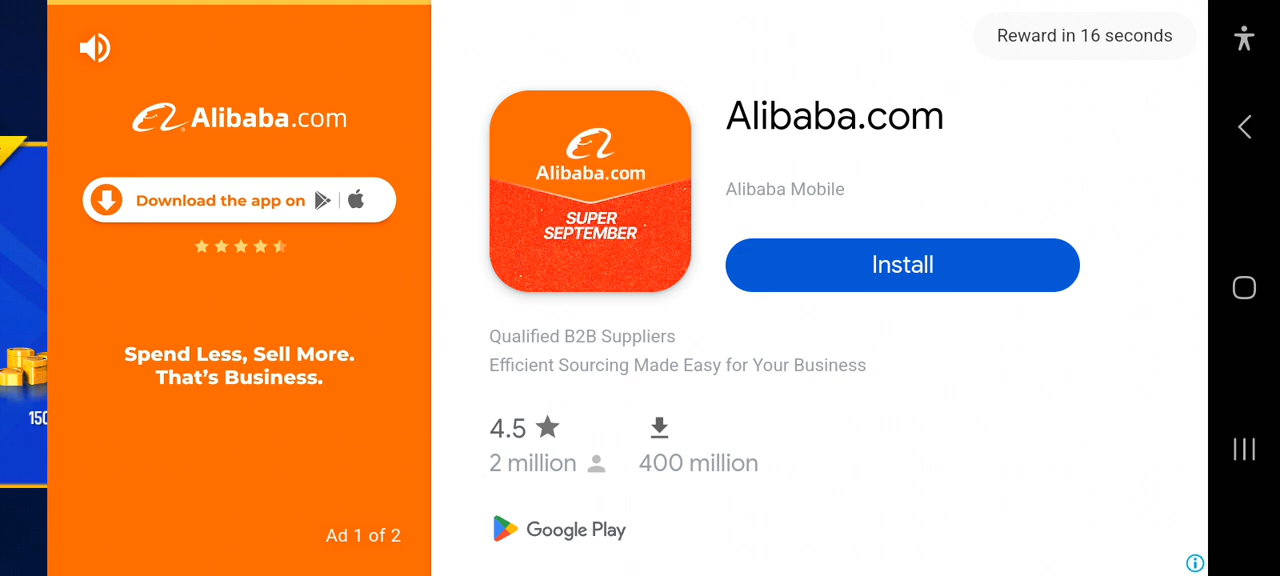 Reward in 16 seconds
Alibaba.com
Download the app on
Spend Less, Sell More.
That's Business.
Ad 1 of 2
150
Alibaba.com
SUPER
SEPTEMBER
Alibaba.com
Alibaba Mobile
Install
Qualified B2B Suppliers
Efficient Sourcing Made Easy for Your Business
4.5
2 million
400 million
Google Play